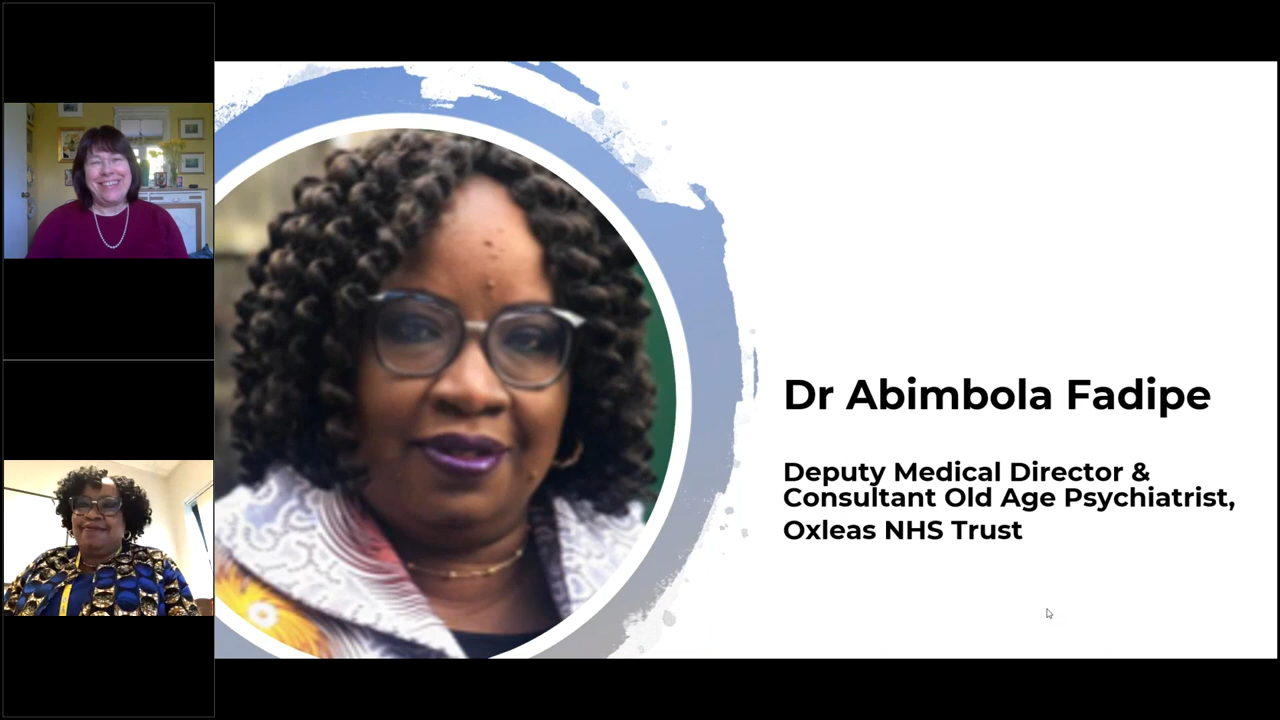 Dr Abimbola Fadipe
Deputy Medical Director &
Consultant Old Age Psychiatrist,
Oxleas NHS Trust